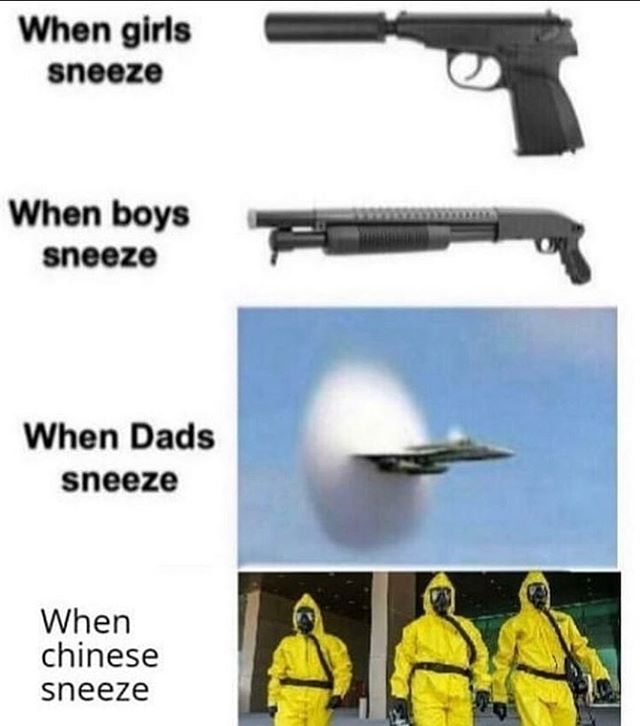 When girls
sneeze
When boys
sneeze
When Dads
sneeze
When
chinese
sneeze